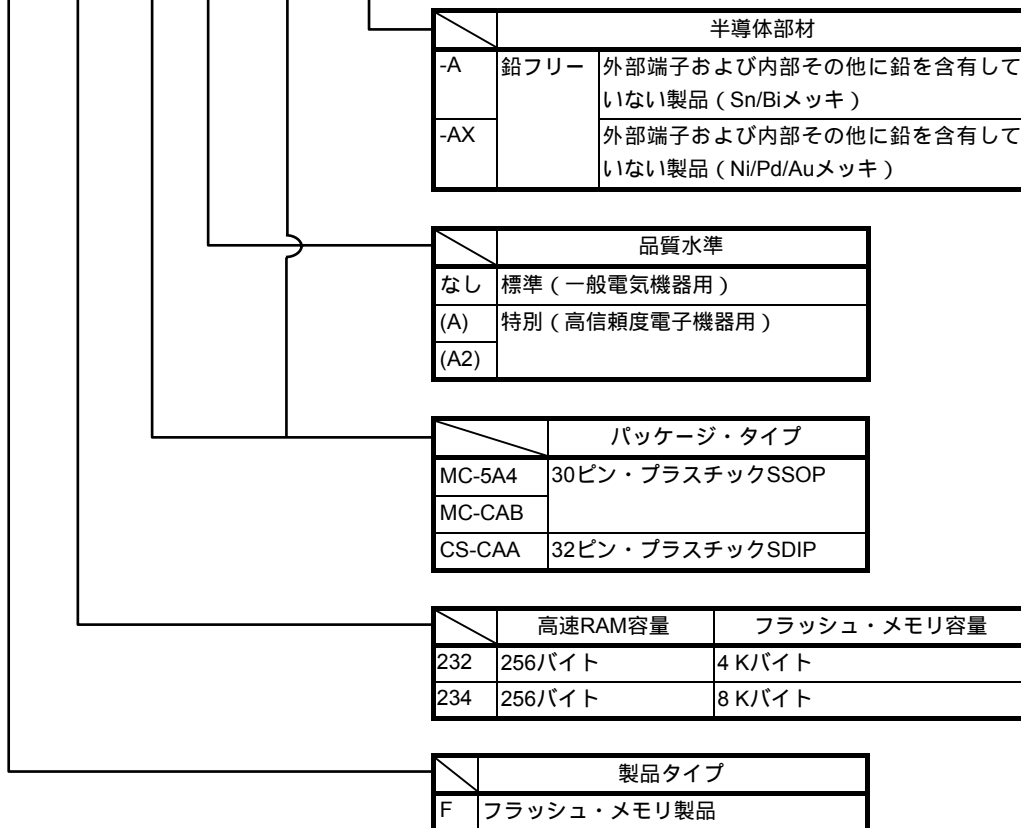 半導体部材
-A 鉛フリー 外部端子および内部その他に鉛を含有して
いない製品（Sn/Biメッキ）
-AX 外部端子および内部その他に鉛を含有して
いない製品（Ni/Pd/Auメッキ）
品質水準
なし 標準（一般電気機器用）
(A) 特別（高信頼度電子機器用）
(A2)
パッケージ・タイプ
MC-5A4 30ピン・プラスチックSSOP
MC-CAB
CS-CAA 32ピン・プラスチックSDIP
高速RAM容量 フラッシュ・メモリ容量
232 256バイト 4 Kバイト
234 256バイト 8 Kバイト
製品タイプ
F フラッシュ・メモリ製品